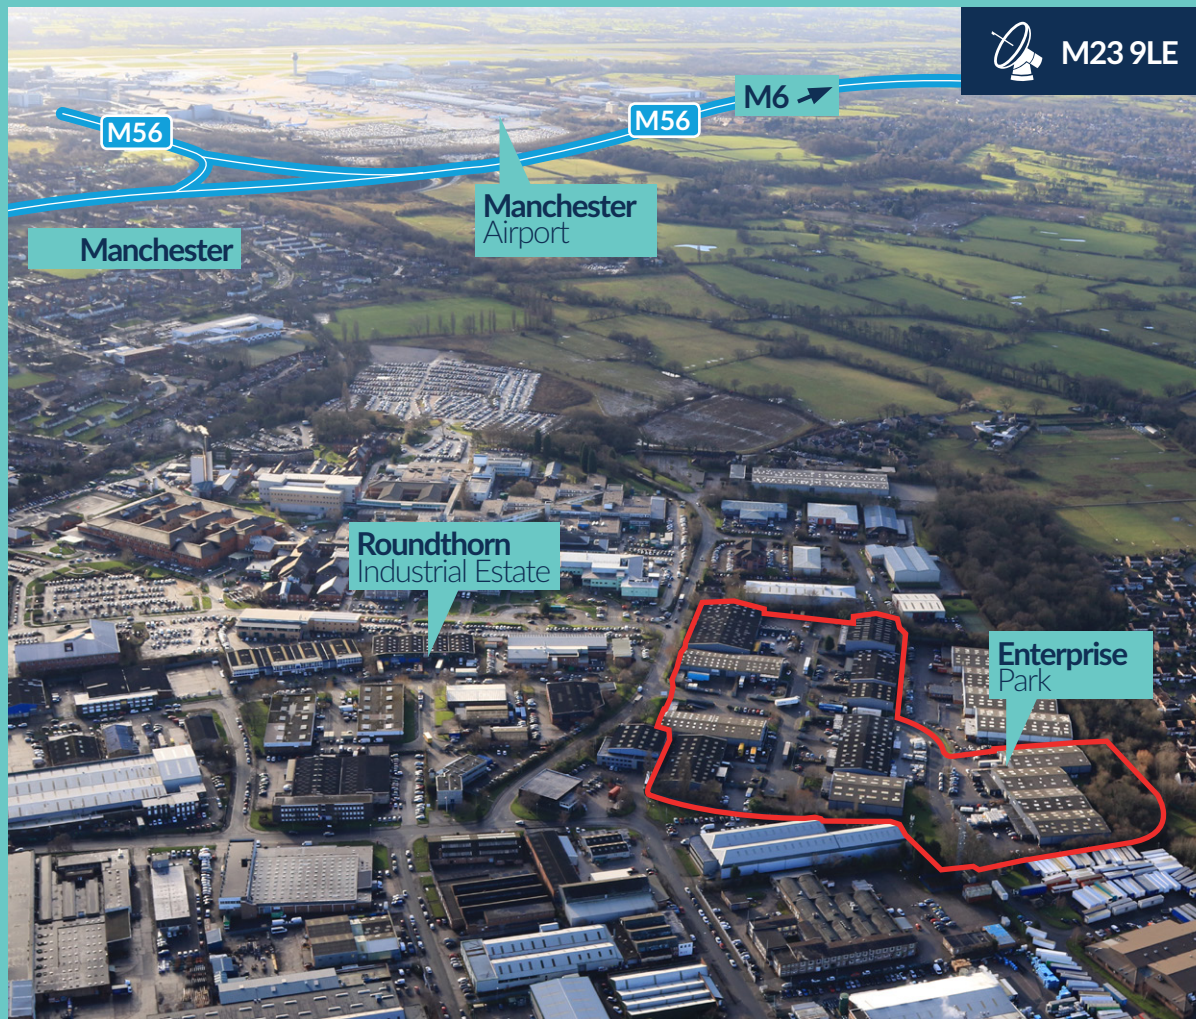 M23 9LE
M6
M56
M56
Manchester
Airport
Manchester
Roundthorn
Industrial Estate
Enterprise
Park